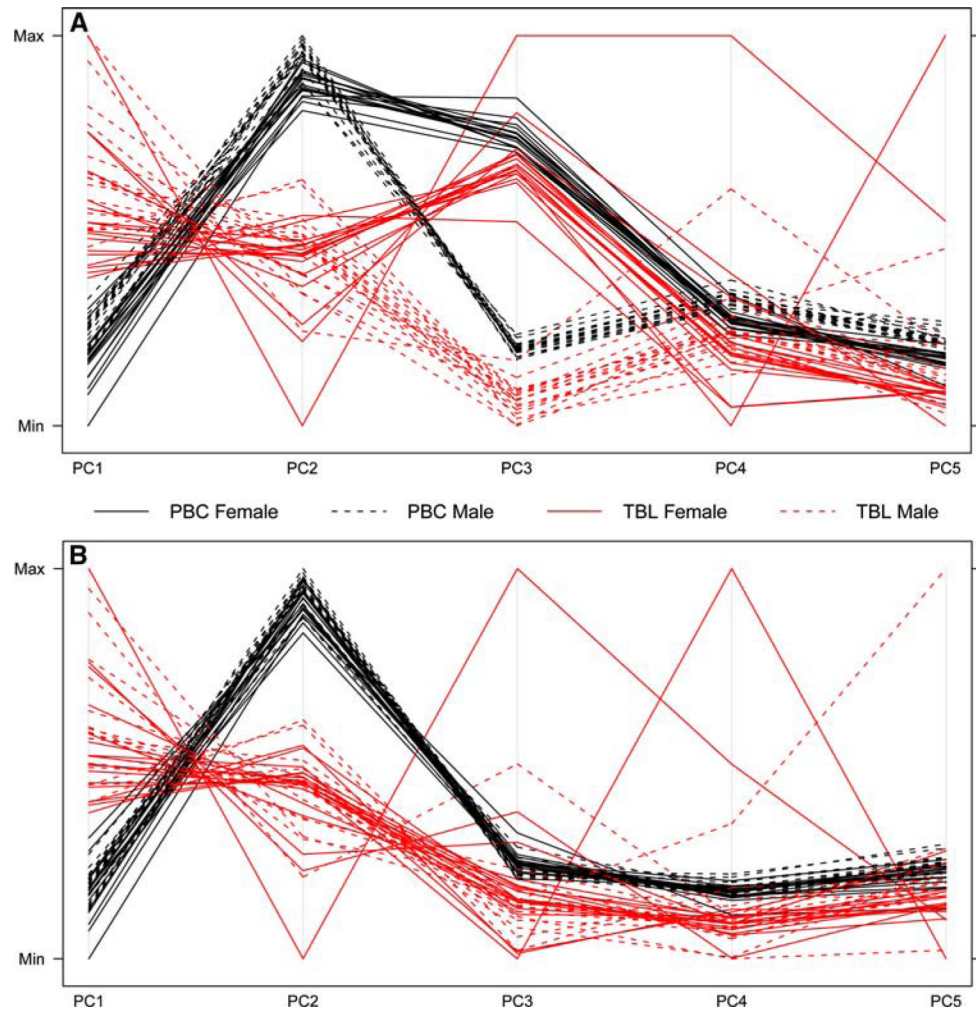 A
Max
Min
PC1 PC2 PC3 PC4 PC5
PBC Female PBC Male TBL Female TBL Male
B
Max
Min
PC1 PC2 PC3 PC4 PC5